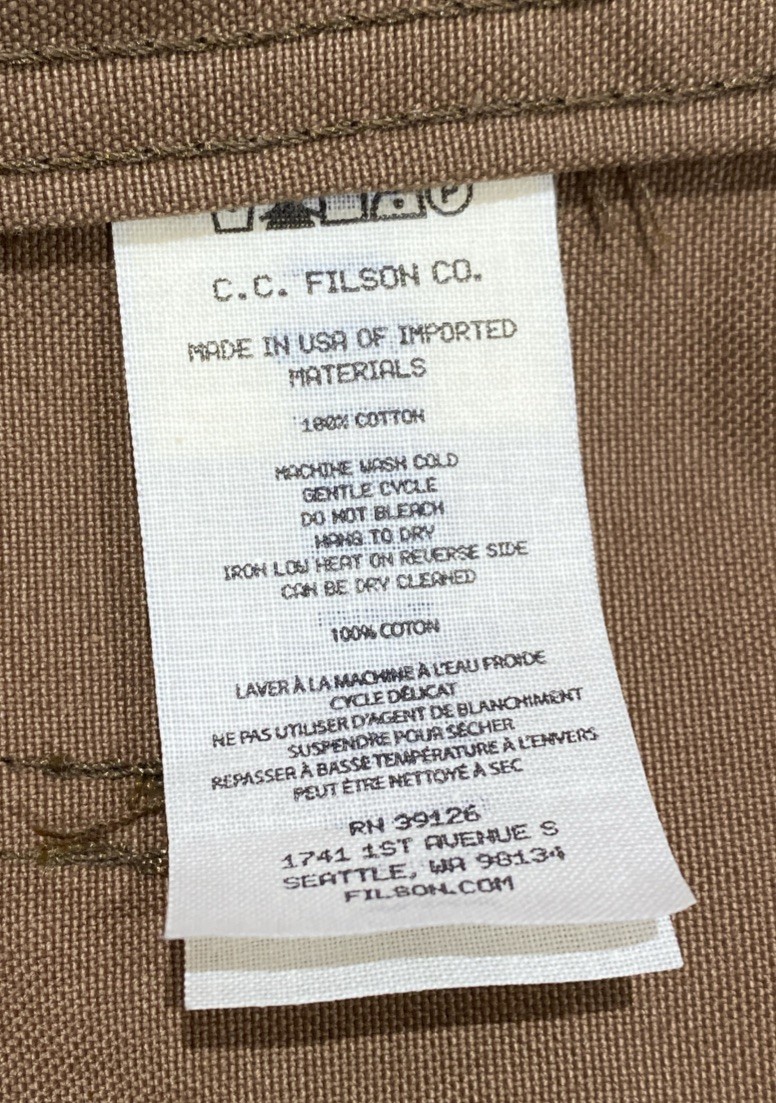 P
C.C. FILSON CO.
MADE IN USA OF IMPORTED
MATERIALS
100% COTTON
MACHINE WASH COLD
GENTLE CYCLE
DO NOT BLEACH
HANG TO DRY
IRON LOW HEAT ON REVERSE SIDE
CAN BE DRY CLEANED
100% COTON
LAVER À LA MACHINE À L'EAU FROIDE
CYCLE DÉLICAT
NE PAS UTILISER D'AGENT DE BLANCHIMENT
SUSPENDRE POUR SÉCHER
REPASSER À BASSE TEMPÉRATURE À L'ENVERS
PEUT ÊTRE NETTOYÉ À SEC
RN 39126
1741 1ST AVENUE S
SEATTLE, WA 98134
FILSON.COM